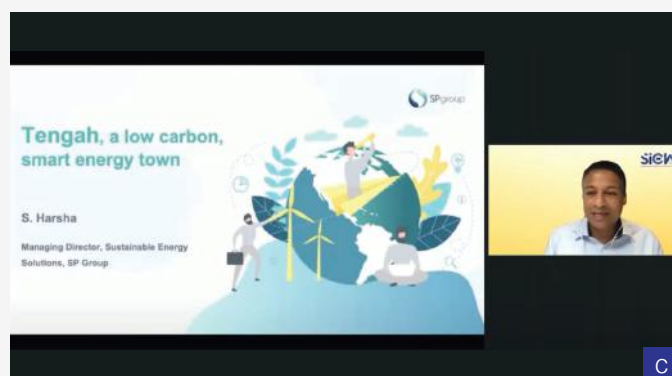 SPgroup
Tengah, a low carbon,
smart energy town
S. Harsha
Managing Director, Sustainable Energy
Solutions, SP Group
SIEW
C